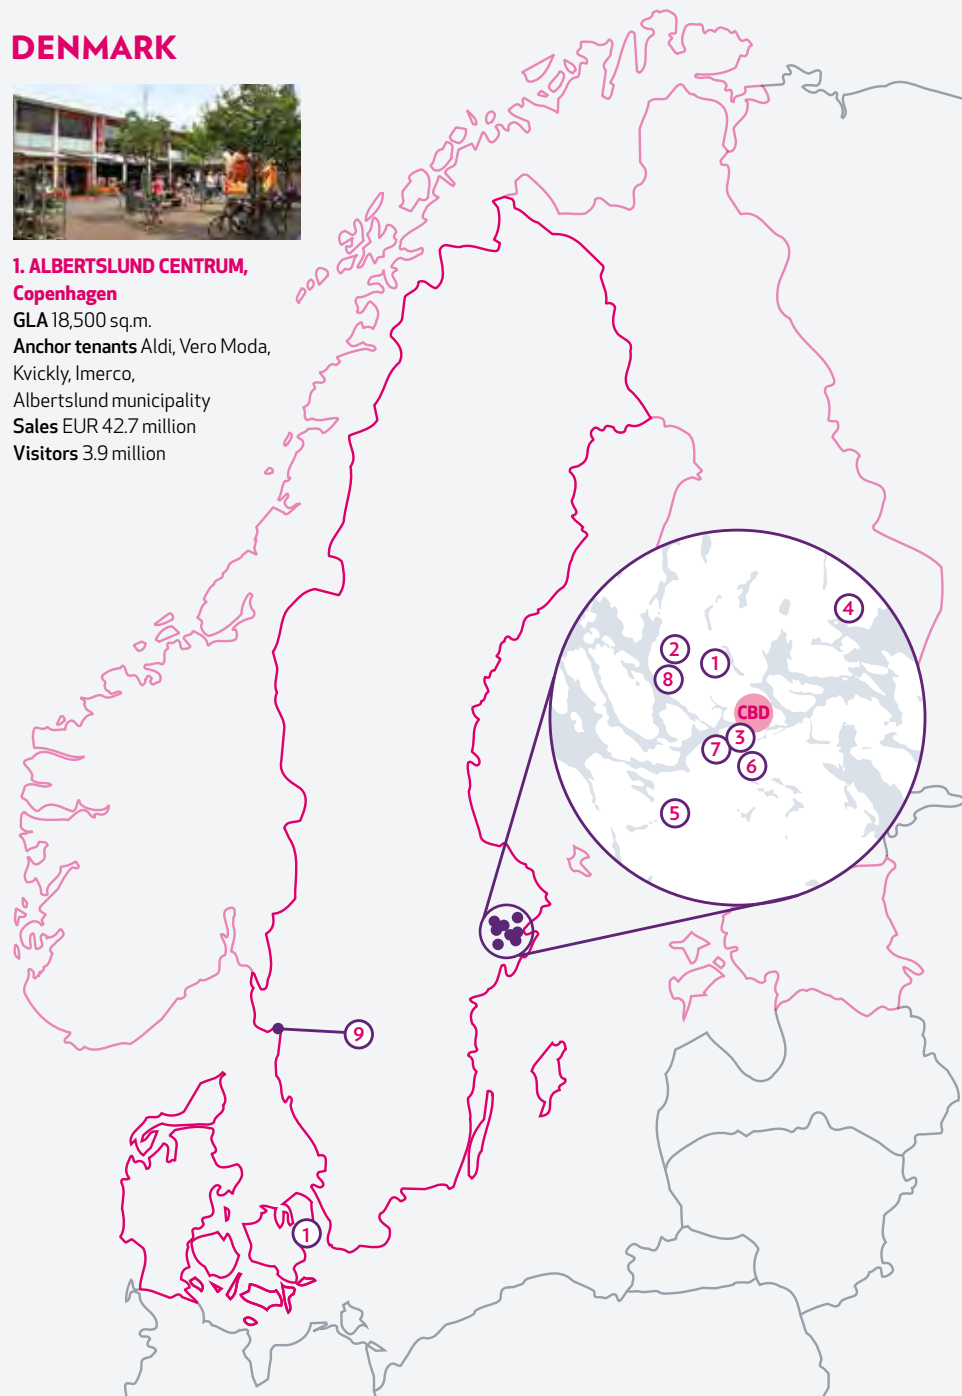 DENMARK
1. ALBERTSLUND CENTRUM,
Copenhagen
GLA 18,500 sq.m.
Anchor tenants Aldi, Vero Moda,
Kvickly, Imerco,
Albertslund municipality
Sales EUR 42.7 million
Visitors 3.9 million
4
2
1
8
CBD
3
7
6
5
9
1